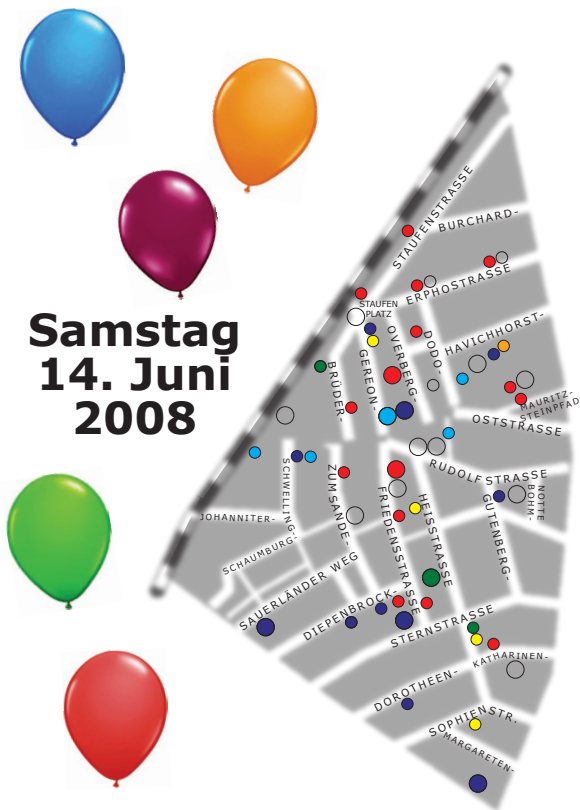 Samstag
14. Juni
2008
STAUFENSTRASSE
BURCHARD-
ERPHOSTRASSE
STAUFEN
PLATZ
OVERBERG-
DODO-
HAVICHHORST-
GEREON-
BRÜDER-
MAURITZ-
STEINPFAD
OSTSTRASSE
RUDOLFSTRASSE
SCHWELLING-
ZUM SANDE-
FRIEDENSSTRASSE
HEISSTRASSE
GUTENBERG-
NOTTE
BOHM-
JOHANNITER-
SCHAUMBURG-
SAUERLÄNDER WEG
DIEPENBROCK-
STERNSTRASSE
KATHARINEN-
DOROTHEEN-
SOPHIENSTR.
MARGARETEN-